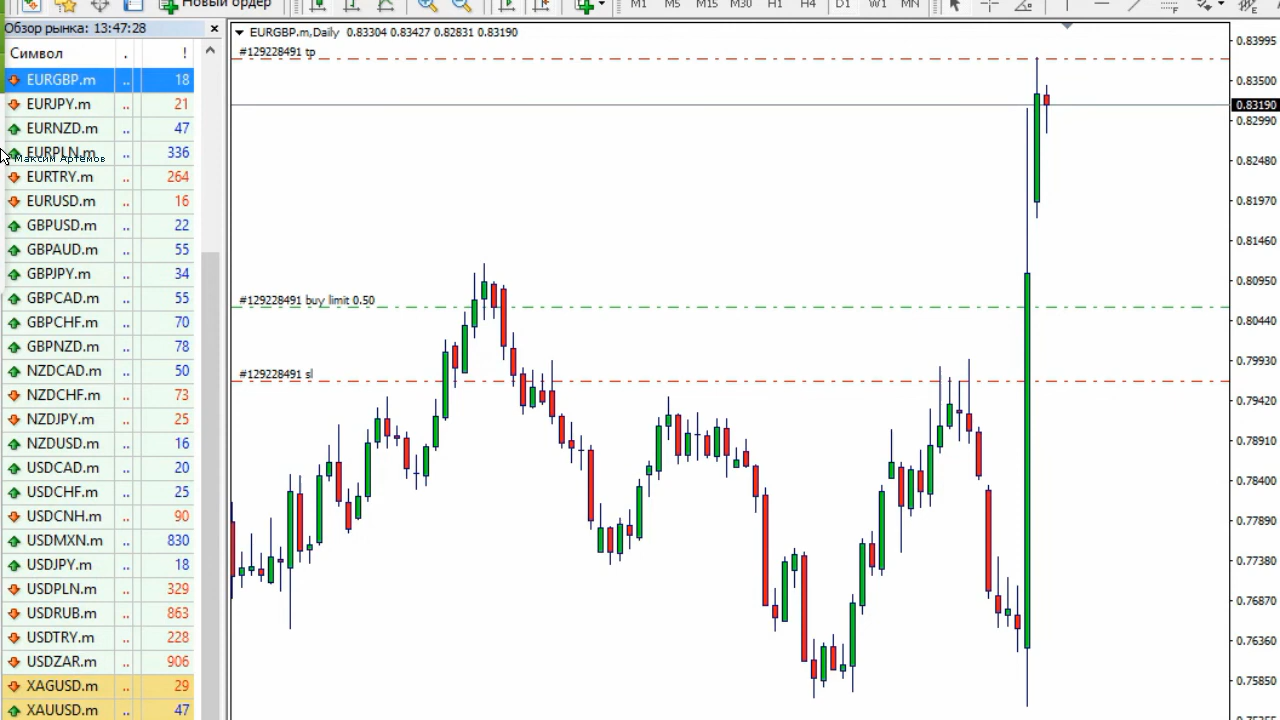 Новый ордер
M1 M5 M15 M30 H1 H4 D1 W1 MN
Обзор рынка: 13:47:28
Символ . !
EURGBP.m .. 18
EURJPY.m .. 21
EURNZD.m .. 47
EURPLN.m .. 336
Максим Артемов
EURTRY.m .. 264
EURUSD.m .. 16
GBPUSD.m .. 22
GBPAUD.m .. 55
GBPJPY.m .. 34
GBPCAD.m .. 55
GBPCHF.m .. 70
GBPNZD.m .. 78
NZDCAD.m .. 50
NZDCHF.m .. 73
NZDJPY.m .. 25
NZDUSD.m .. 16
USDCAD.m .. 20
USDCHF.m .. 25
USDCNH.m .. 90
USDMXN.m .. 830
USDJPY.m .. 18
USDPLN.m .. 329
USDRUB.m .. 863
USDTRY.m .. 228
USDZAR.m .. 906
XAGUSD.m .. 29
XAUUSD.m .. 47
EURGBP.m,Daily 0.83304 0.83427 0.82831 0.83190
#129228491 tp
#129228491 buy limit 0.50
#129228491 sl
0.83995
0.83500
0.83190
0.82990
0.82480
0.81970
0.81460
0.80950
0.80440
0.79930
0.79420
0.78910
0.78400
0.77890
0.77380
0.76870
0.76360
0.75850